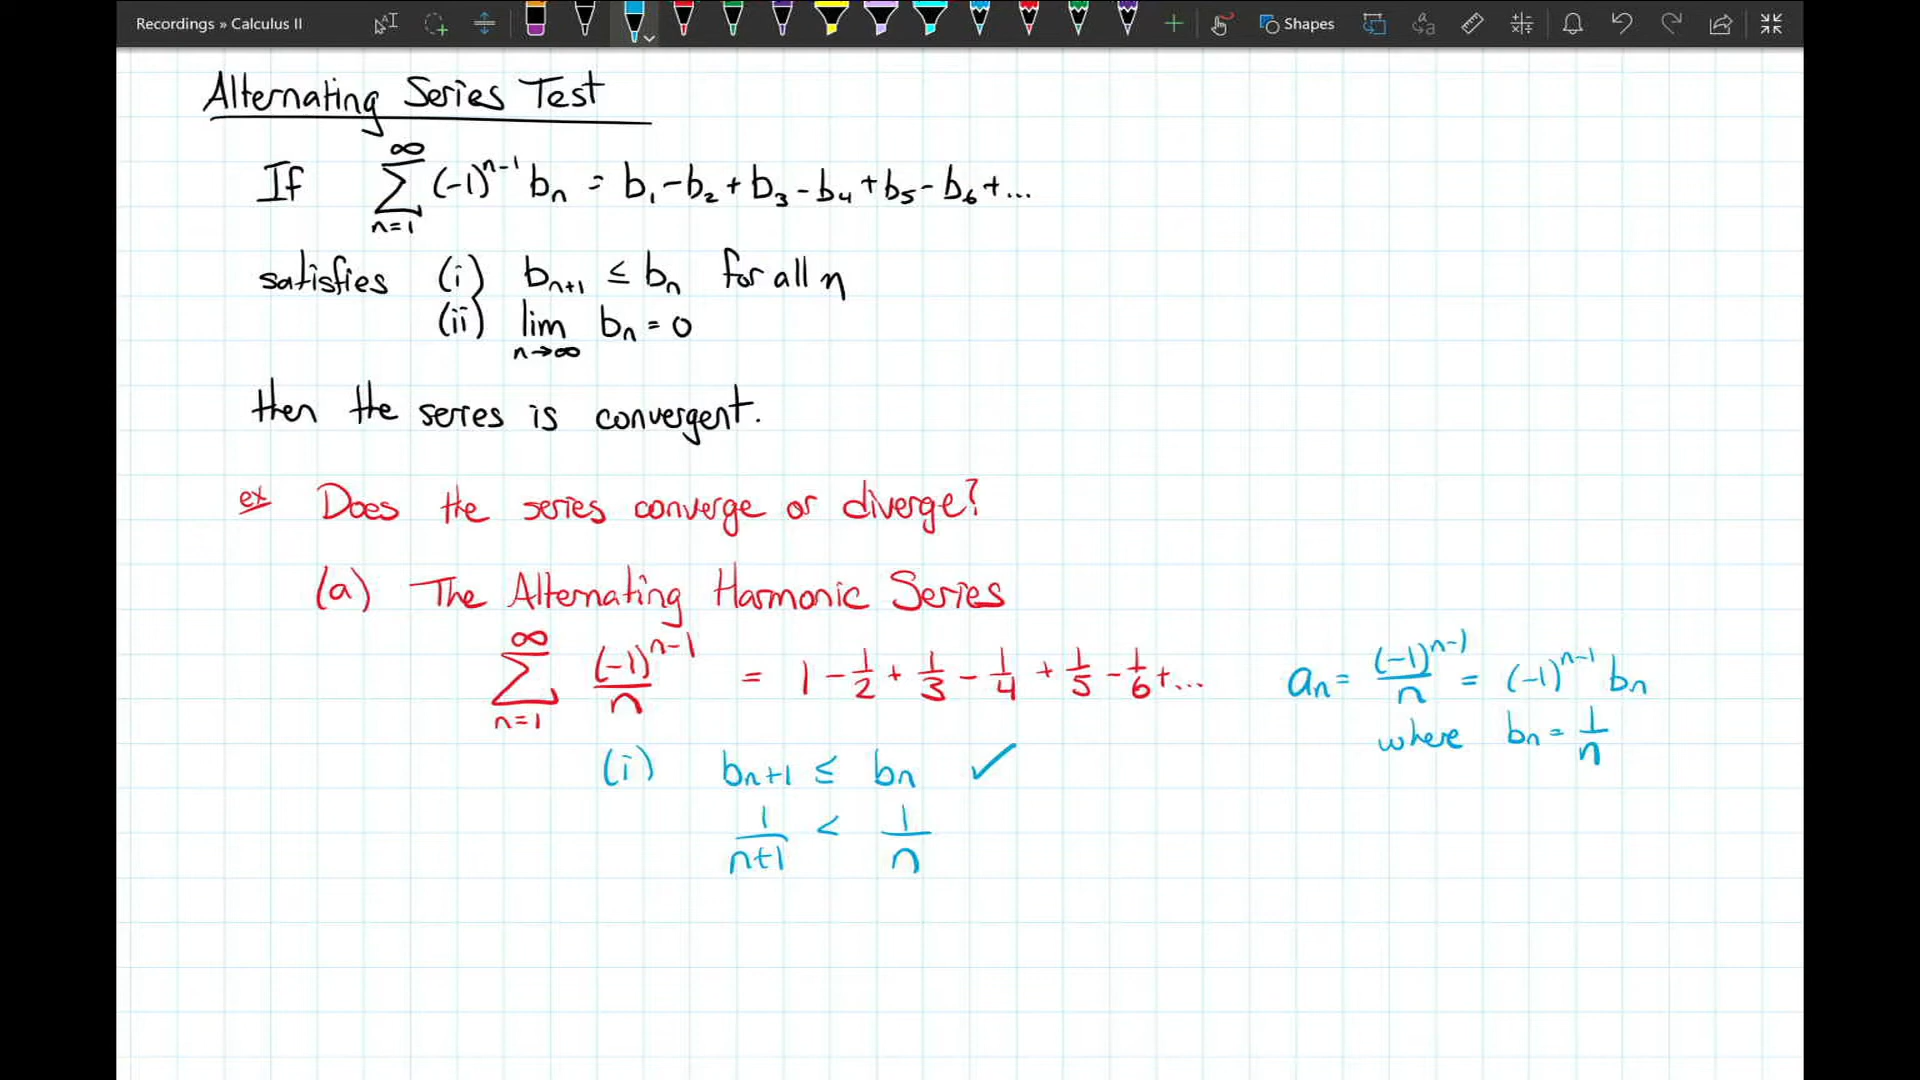 Recordings » Calculus II
Shapes
Alternating Series Test
If ∑_{n=1}^{∞} (-1)^{n-1} b_n = b_1 - b_2 + b_3 - b_4 + b_5 - b_6 + ...
satisfies (i) b_{n+1} ≤ b_n for all n
(ii) lim_{n→∞} b_n = 0
then the series is convergent.
ex Does the series converge or diverge?
(a) The Alternating Harmonic Series
∑_{n=1}^{∞} (-1)^{n-1}/n = 1 - 1/2 + 1/3 - 1/4 + 1/5 - 1/6 + ...
a_n = (-1)^{n-1}/n = (-1)^{n-1} b_n
where b_n = 1/n
(i) b_{n+1} ≤ b_n ✓
1/(n+1) < 1/n